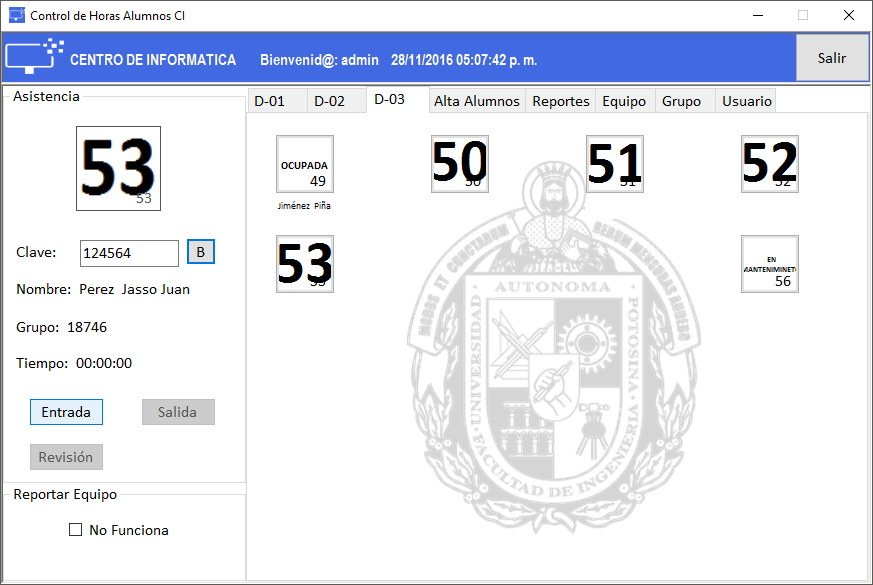 Control de Horas Alumnos CI
CENTRO DE INFORMATICA Bienvenid@: admin 28/11/2016 05:07:42 p. m. Salir
Asistencia
D-01 D-02 D-03 Alta Alumnos Reportes Equipo Grupo Usuario
53
53
Clave: 124564 B
Nombre: Perez Jasso Juan
Grupo: 18746
Tiempo: 00:00:00
Entrada Salida
Revisión
Reportar Equipo
No Funciona
OCUPADA
49
Jiménez Piña
50
50
51
51
52
52
53
53
EN
MANTENIMINETO
56
MODOS ET CUNCTARUM RERUM MENSURAS AUDEBO
UNIVERSIDAD AUTONOMA POTOSINA
FACULTAD DE INGENIERIA